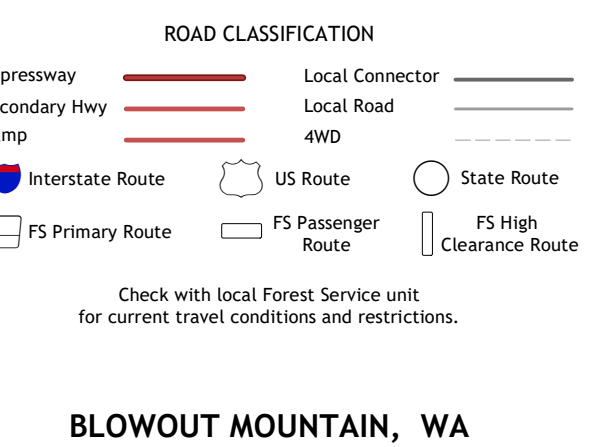 ROAD CLASSIFICATION
pressway
Local Connector
condary Hwy
Local Road
mp
4WD
Interstate Route
US Route
State Route
FS Primary Route
FS Passenger
Route
FS High
Clearance Route
Check with local Forest Service unit
for current travel conditions and restrictions.
BLOWOUT MOUNTAIN, WA